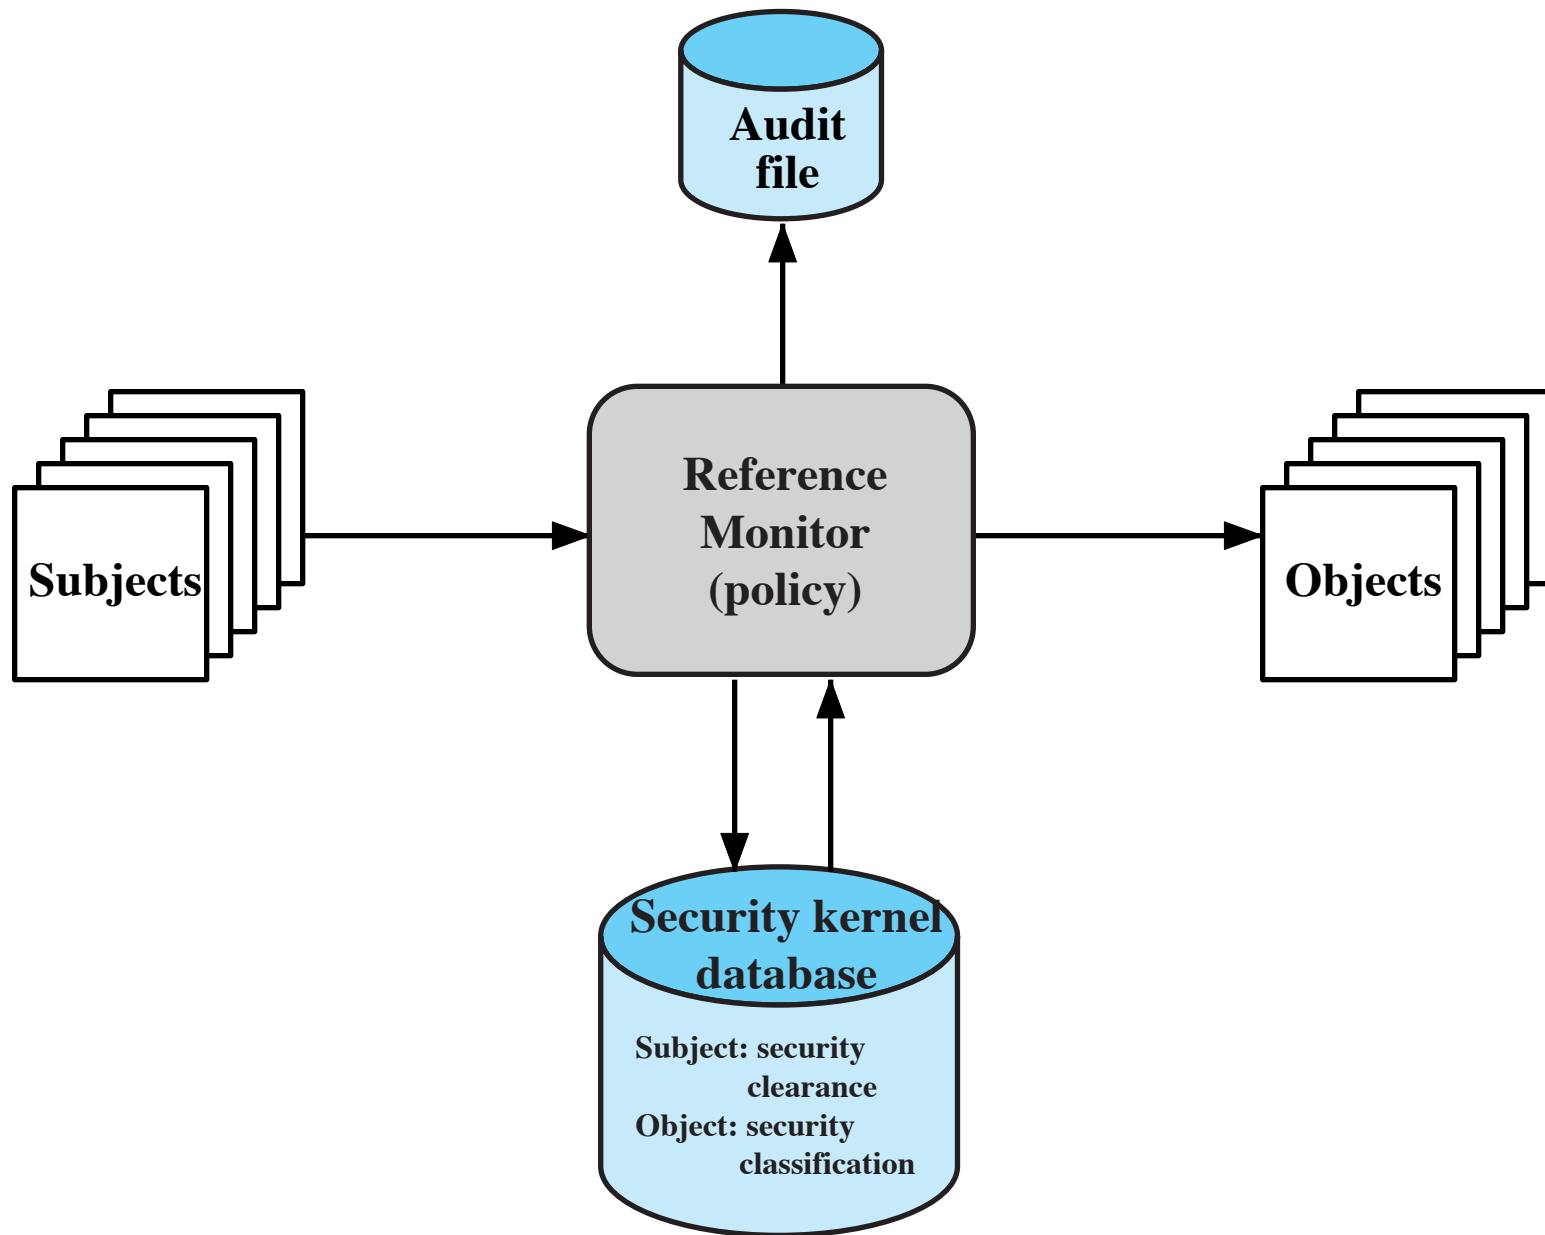 Audit
file
Reference
Monitor
(policy)
Subjects
Objects
Security kernel
database
Subject: security
clearance
Object: security
classification